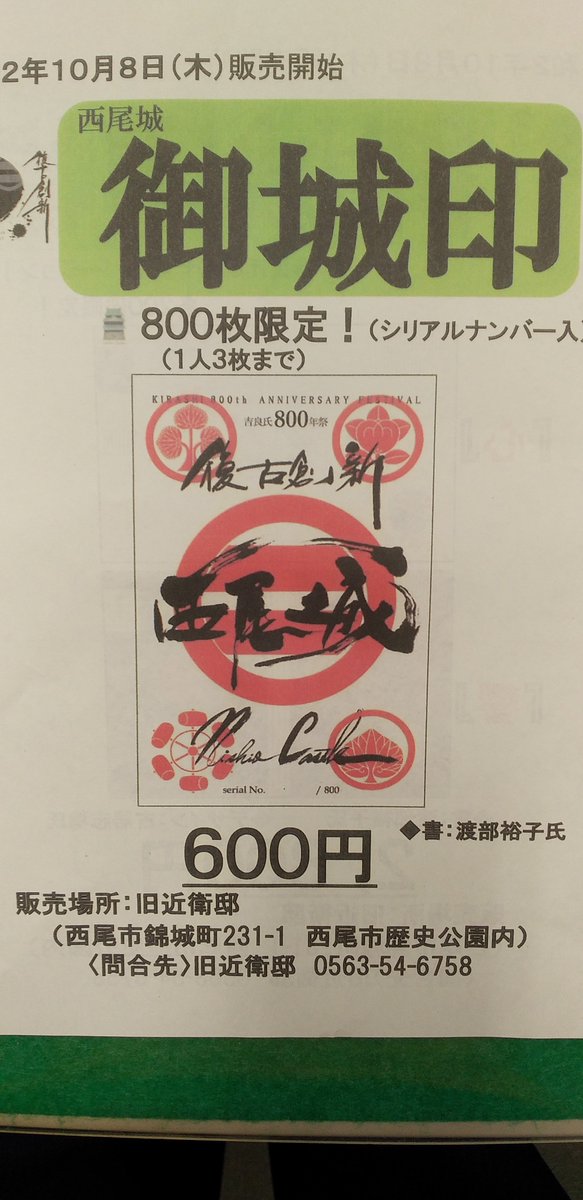 2年10月8日(木)販売開始
西尾城
御城印
復古創新
800枚限定!(シリアルナンバー入
(1人3枚まで)
KIRASHI 800th ANNIVERSARY FESTIVAL
吉良氏800年祭
復古創新
西尾城
Nishio Castle
serial No. / 800
600円
◆書:渡部裕子氏
販売場所:旧近衛邸
(西尾市錦城町231-1 西尾市歴史公園内)
〈問合先〉旧近衛邸 0563-54-6758